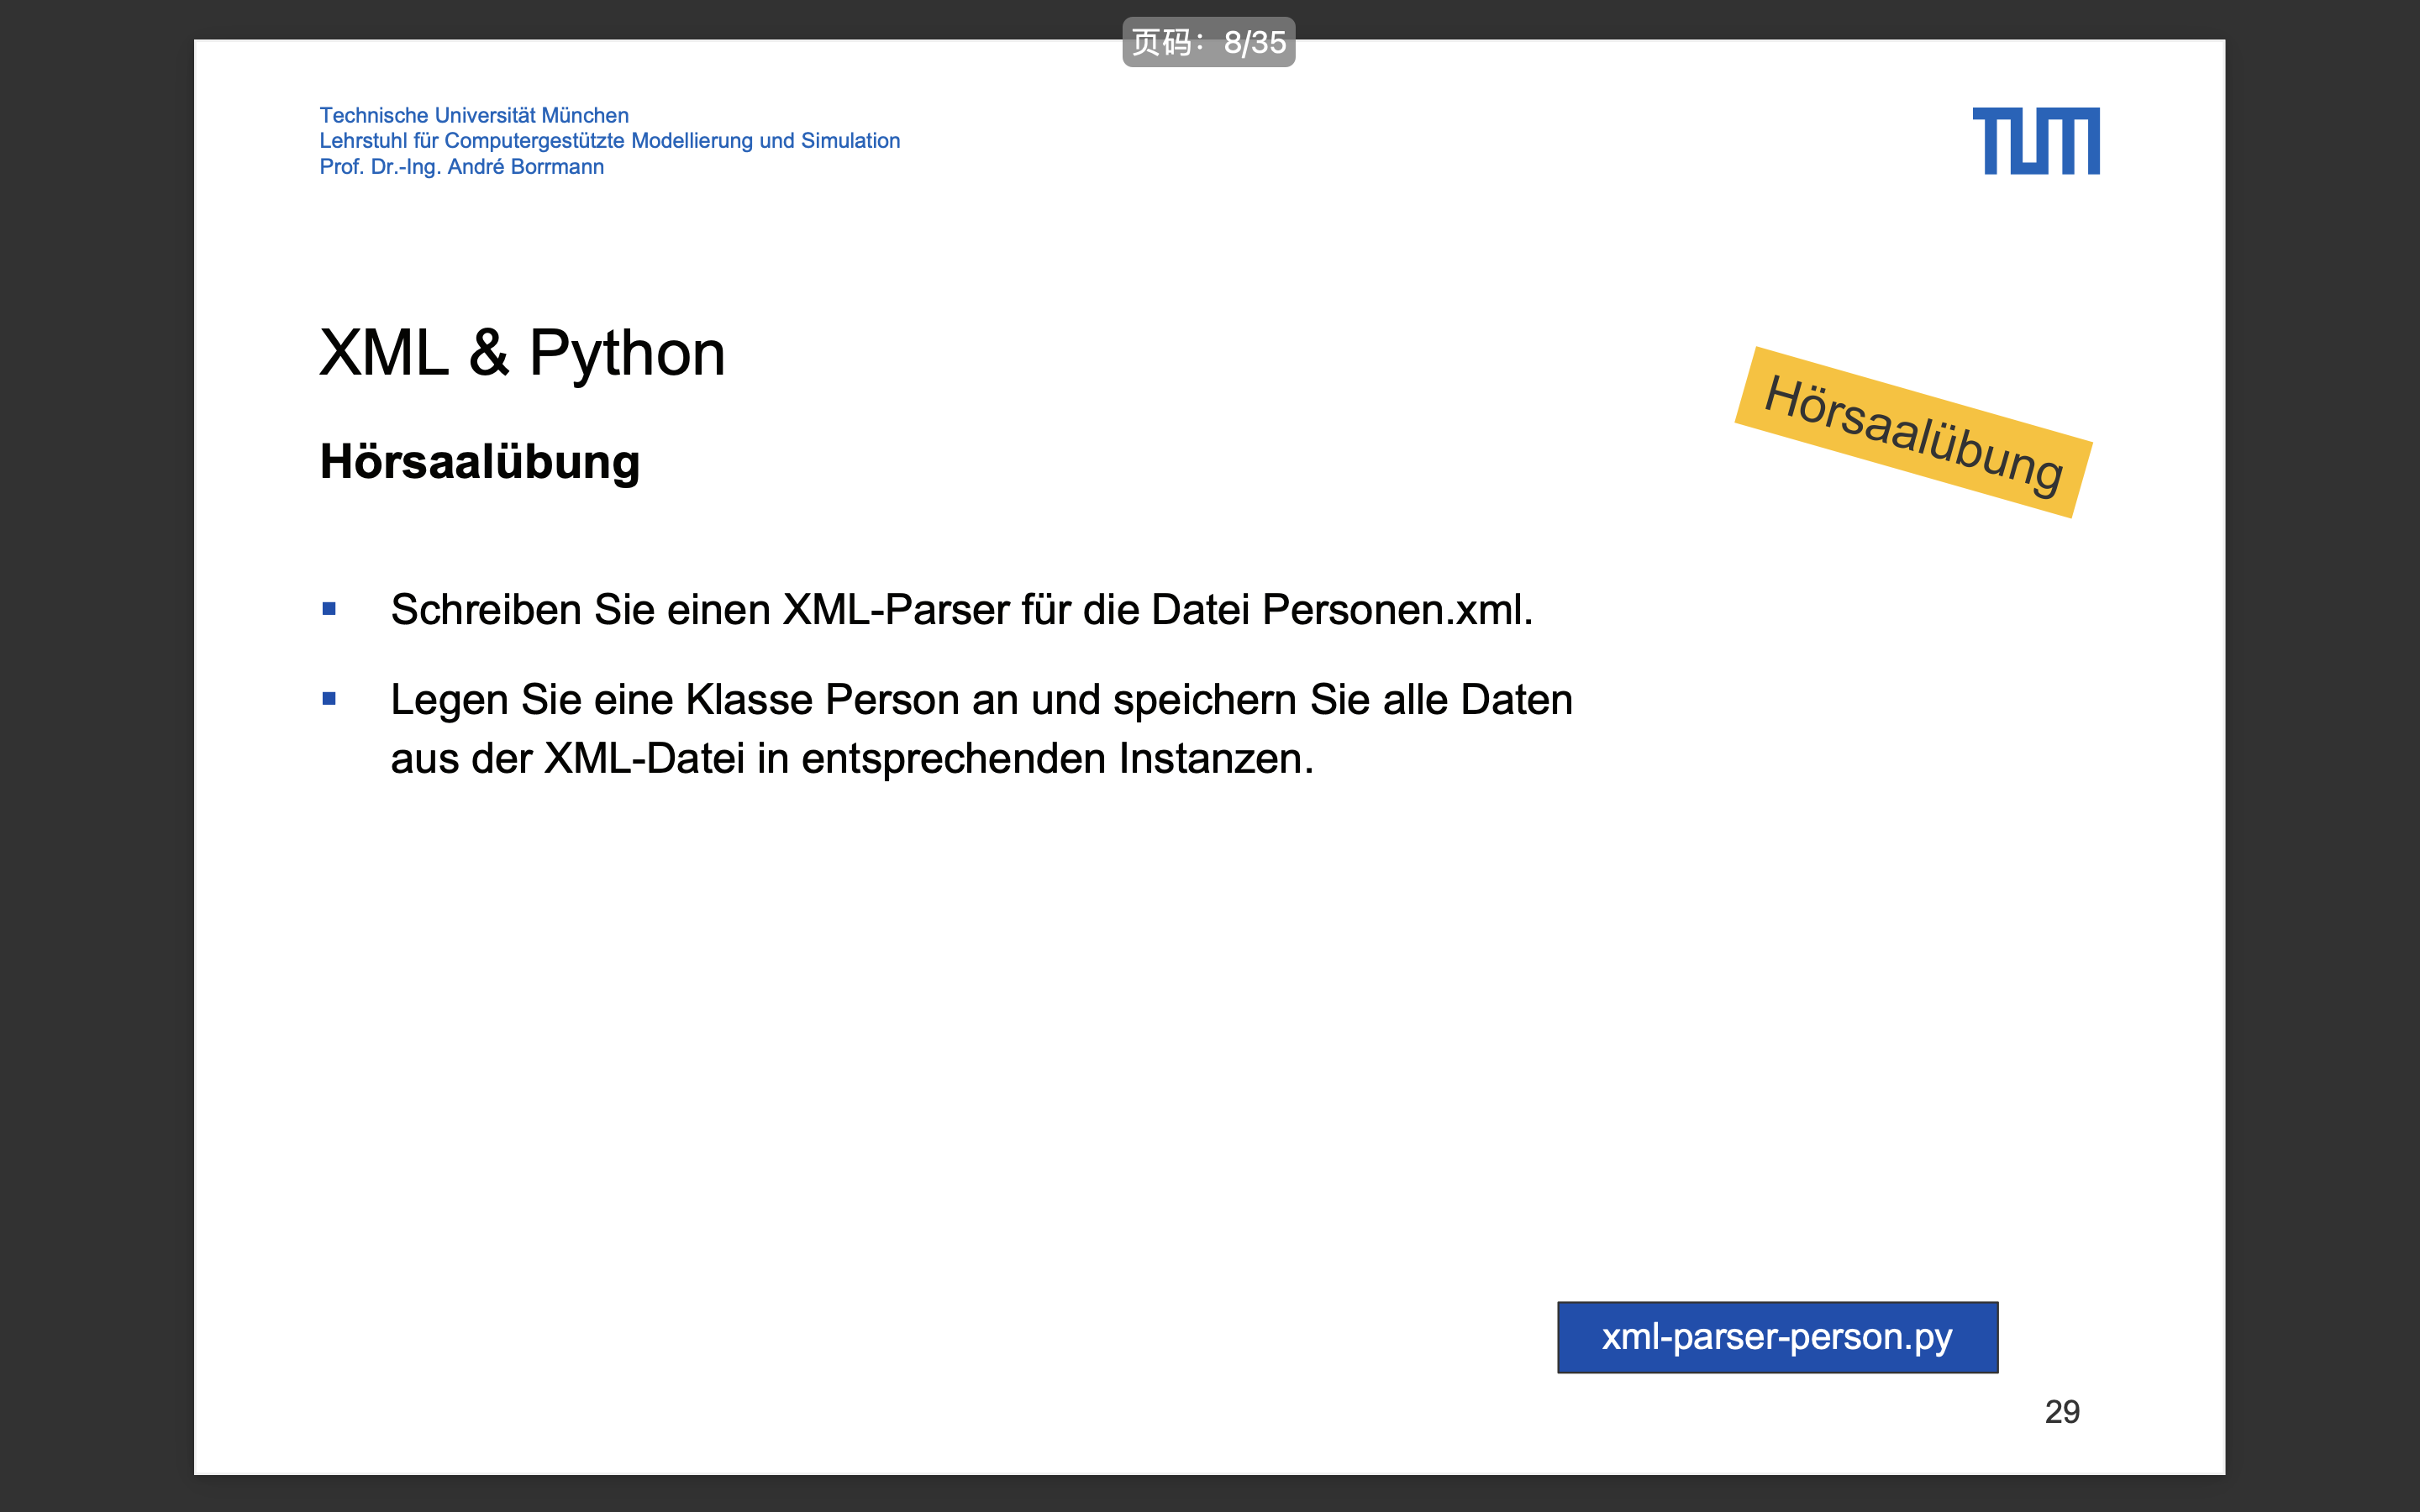 页码： 8/35
Technische Universität München
Lehrstuhl für Computergestützte Modellierung und Simulation
Prof. Dr.-Ing. André Borrmann
TUM
XML & Python
Hörsaalübung
Hörsaalübung
Schreiben Sie einen XML-Parser für die Datei Personen.xml.
Legen Sie eine Klasse Person an und speichern Sie alle Daten
aus der XML-Datei in entsprechenden Instanzen.
xml-parser-person.py
29